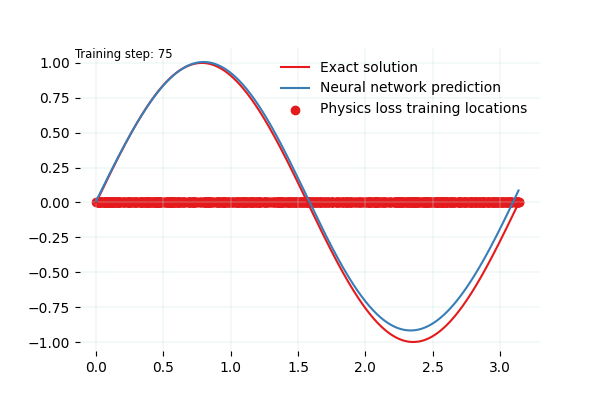 Training step: 75
Exact solution
Neural network prediction
Physics loss training locations
1.00
0.75
0.50
0.25
0.00
−0.25
−0.50
−0.75
−1.00
0.0 0.5 1.0 1.5 2.0 2.5 3.0